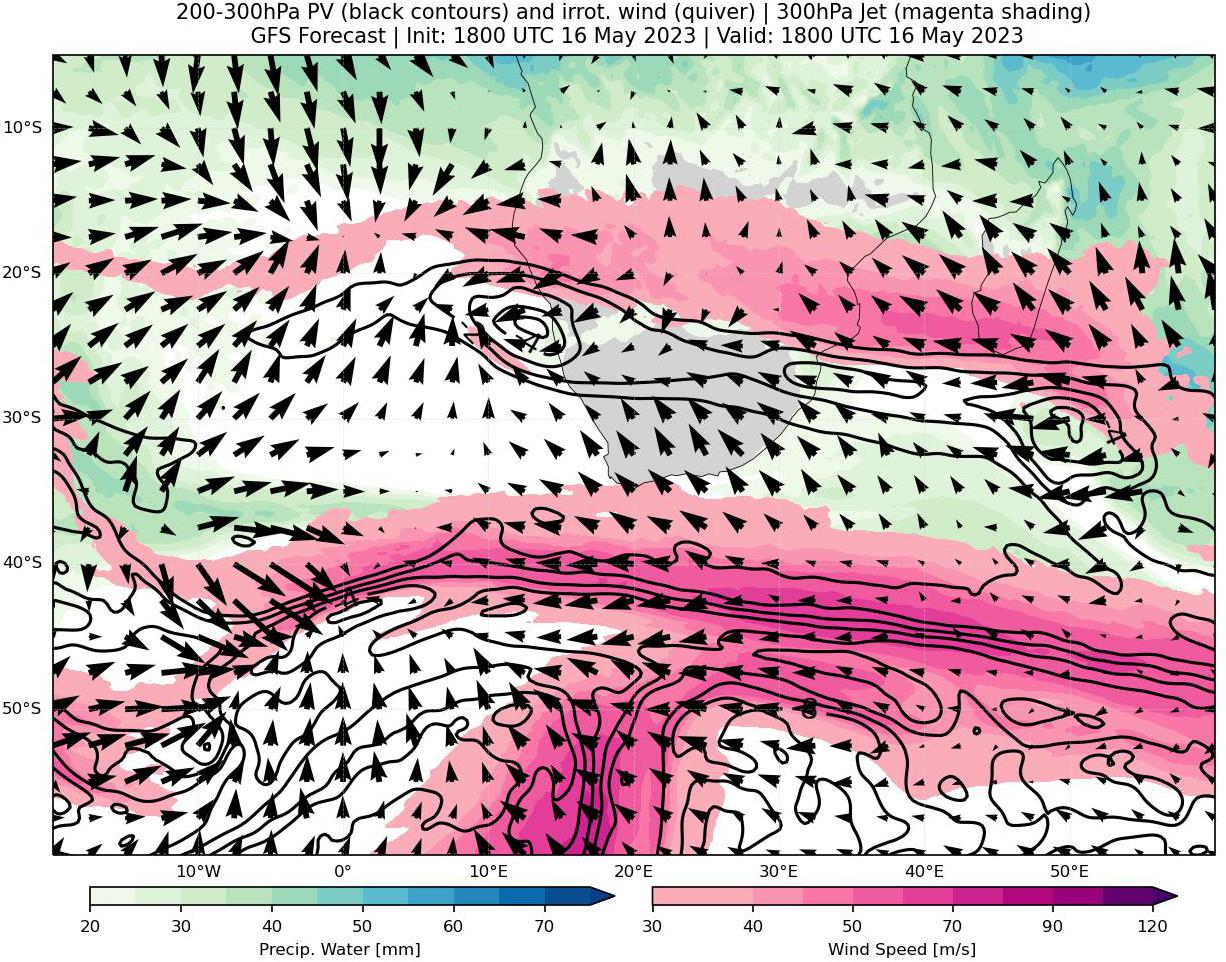 200-300hPa PV (black contours) and irrot. wind (quiver) | 300hPa Jet (magenta shading)
GFS Forecast | Init: 1800 UTC 16 May 2023 | Valid: 1800 UTC 16 May 2023
10°S
20°S
30°S
40°S
50°S
10°W 0° 10°E 20°E 30°E 40°E 50°E
20 30 40 50 60 70
30 40 50 70 90 120
Precip. Water [mm]
Wind Speed [m/s]